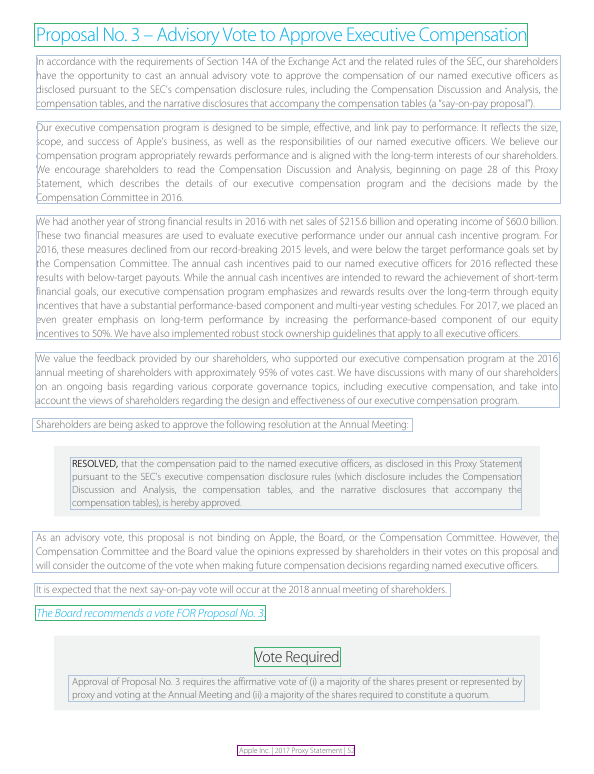 Proposal No. 3 – Advisory Vote to Approve Executive Compensation
In accordance with the requirements of Section 14A of the Exchange Act and the related rules of the SEC, our shareholders
have the opportunity to cast an annual advisory vote to approve the compensation of our named executive officers as
disclosed pursuant to the SEC's compensation disclosure rules, including the Compensation Discussion and Analysis, the
compensation tables, and the narrative disclosures that accompany the compensation tables (a "say-on-pay proposal").
Our executive compensation program is designed to be simple, effective, and link pay to performance. It reflects the size,
scope, and success of Apple's business, as well as the responsibilities of our named executive officers. We believe our
compensation program appropriately rewards performance and is aligned with the long-term interests of our shareholders.
We encourage shareholders to read the Compensation Discussion and Analysis, beginning on page 28 of this Proxy
Statement, which describes the details of our executive compensation program and the decisions made by the
Compensation Committee in 2016.
We had another year of strong financial results in 2016 with net sales of $215.6 billion and operating income of $60.0 billion.
These two financial measures are used to evaluate executive performance under our annual cash incentive program. For
2016, these measures declined from our record-breaking 2015 levels, and were below the target performance goals set by
the Compensation Committee. The annual cash incentives paid to our named executive officers for 2016 reflected these
results with below-target payouts. While the annual cash incentives are intended to reward the achievement of short-term
financial goals, our executive compensation program emphasizes and rewards results over the long-term through equity
incentives that have a substantial performance-based component and multi-year vesting schedules. For 2017, we placed an
even greater emphasis on long-term performance by increasing the performance-based component of our equity
incentives to 50%. We have also implemented robust stock ownership guidelines that apply to all executive officers.
We value the feedback provided by our shareholders, who supported our executive compensation program at the 2016
annual meeting of shareholders with approximately 95% of votes cast. We have discussions with many of our shareholders
on an ongoing basis regarding various corporate governance topics, including executive compensation, and take into
account the views of shareholders regarding the design and effectiveness of our executive compensation program.
Shareholders are being asked to approve the following resolution at the Annual Meeting:
RESOLVED, that the compensation paid to the named executive officers, as disclosed in this Proxy Statement
pursuant to the SEC's executive compensation disclosure rules (which disclosure includes the Compensation
Discussion and Analysis, the compensation tables, and the narrative disclosures that accompany the
compensation tables), is hereby approved.
As an advisory vote, this proposal is not binding on Apple, the Board, or the Compensation Committee. However, the
Compensation Committee and the Board value the opinions expressed by shareholders in their votes on this proposal and
will consider the outcome of the vote when making future compensation decisions regarding named executive officers.
It is expected that the next say-on-pay vote will occur at the 2018 annual meeting of shareholders.
The Board recommends a vote FOR Proposal No. 3.
Vote Required
Approval of Proposal No. 3 requires the affirmative vote of (i) a majority of the shares present or represented by
proxy and voting at the Annual Meeting and (ii) a majority of the shares required to constitute a quorum.
Apple Inc. | 2017 Proxy Statement | 52